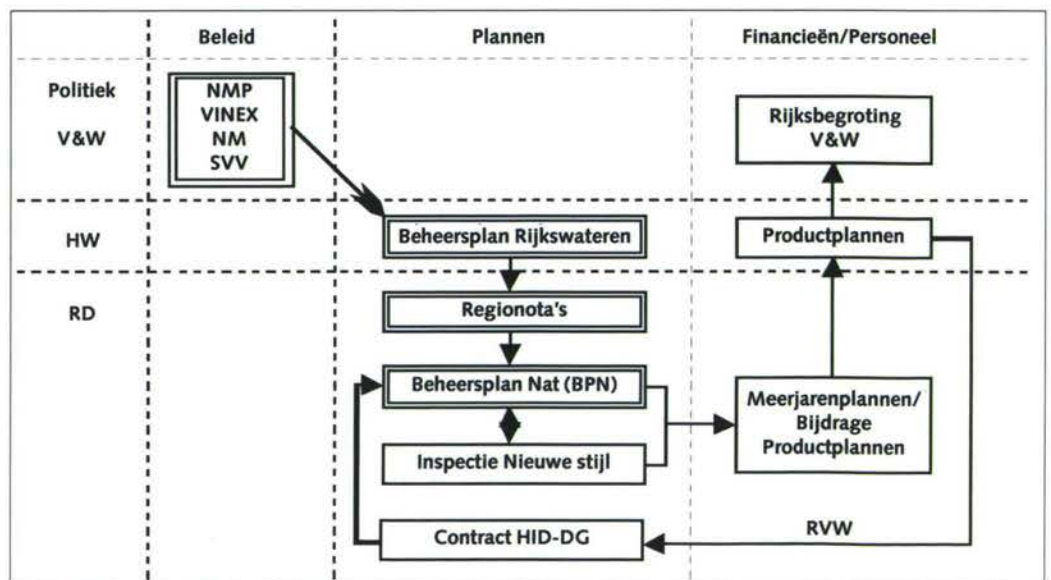 Beleid
Plannen
Financieën/Personeel
Politiek
V&W
NMP
VINEX
NM
SVV
Rijksbegroting
V&W
HW
Beheersplan Rijkswateren
Productplannen
RD
Regionota's
Beheersplan Nat (BPN)
Inspectie Nieuwe stijl
Meerjarenplannen/
Bijdrage
Productplannen
Contract HID-DG
RVW